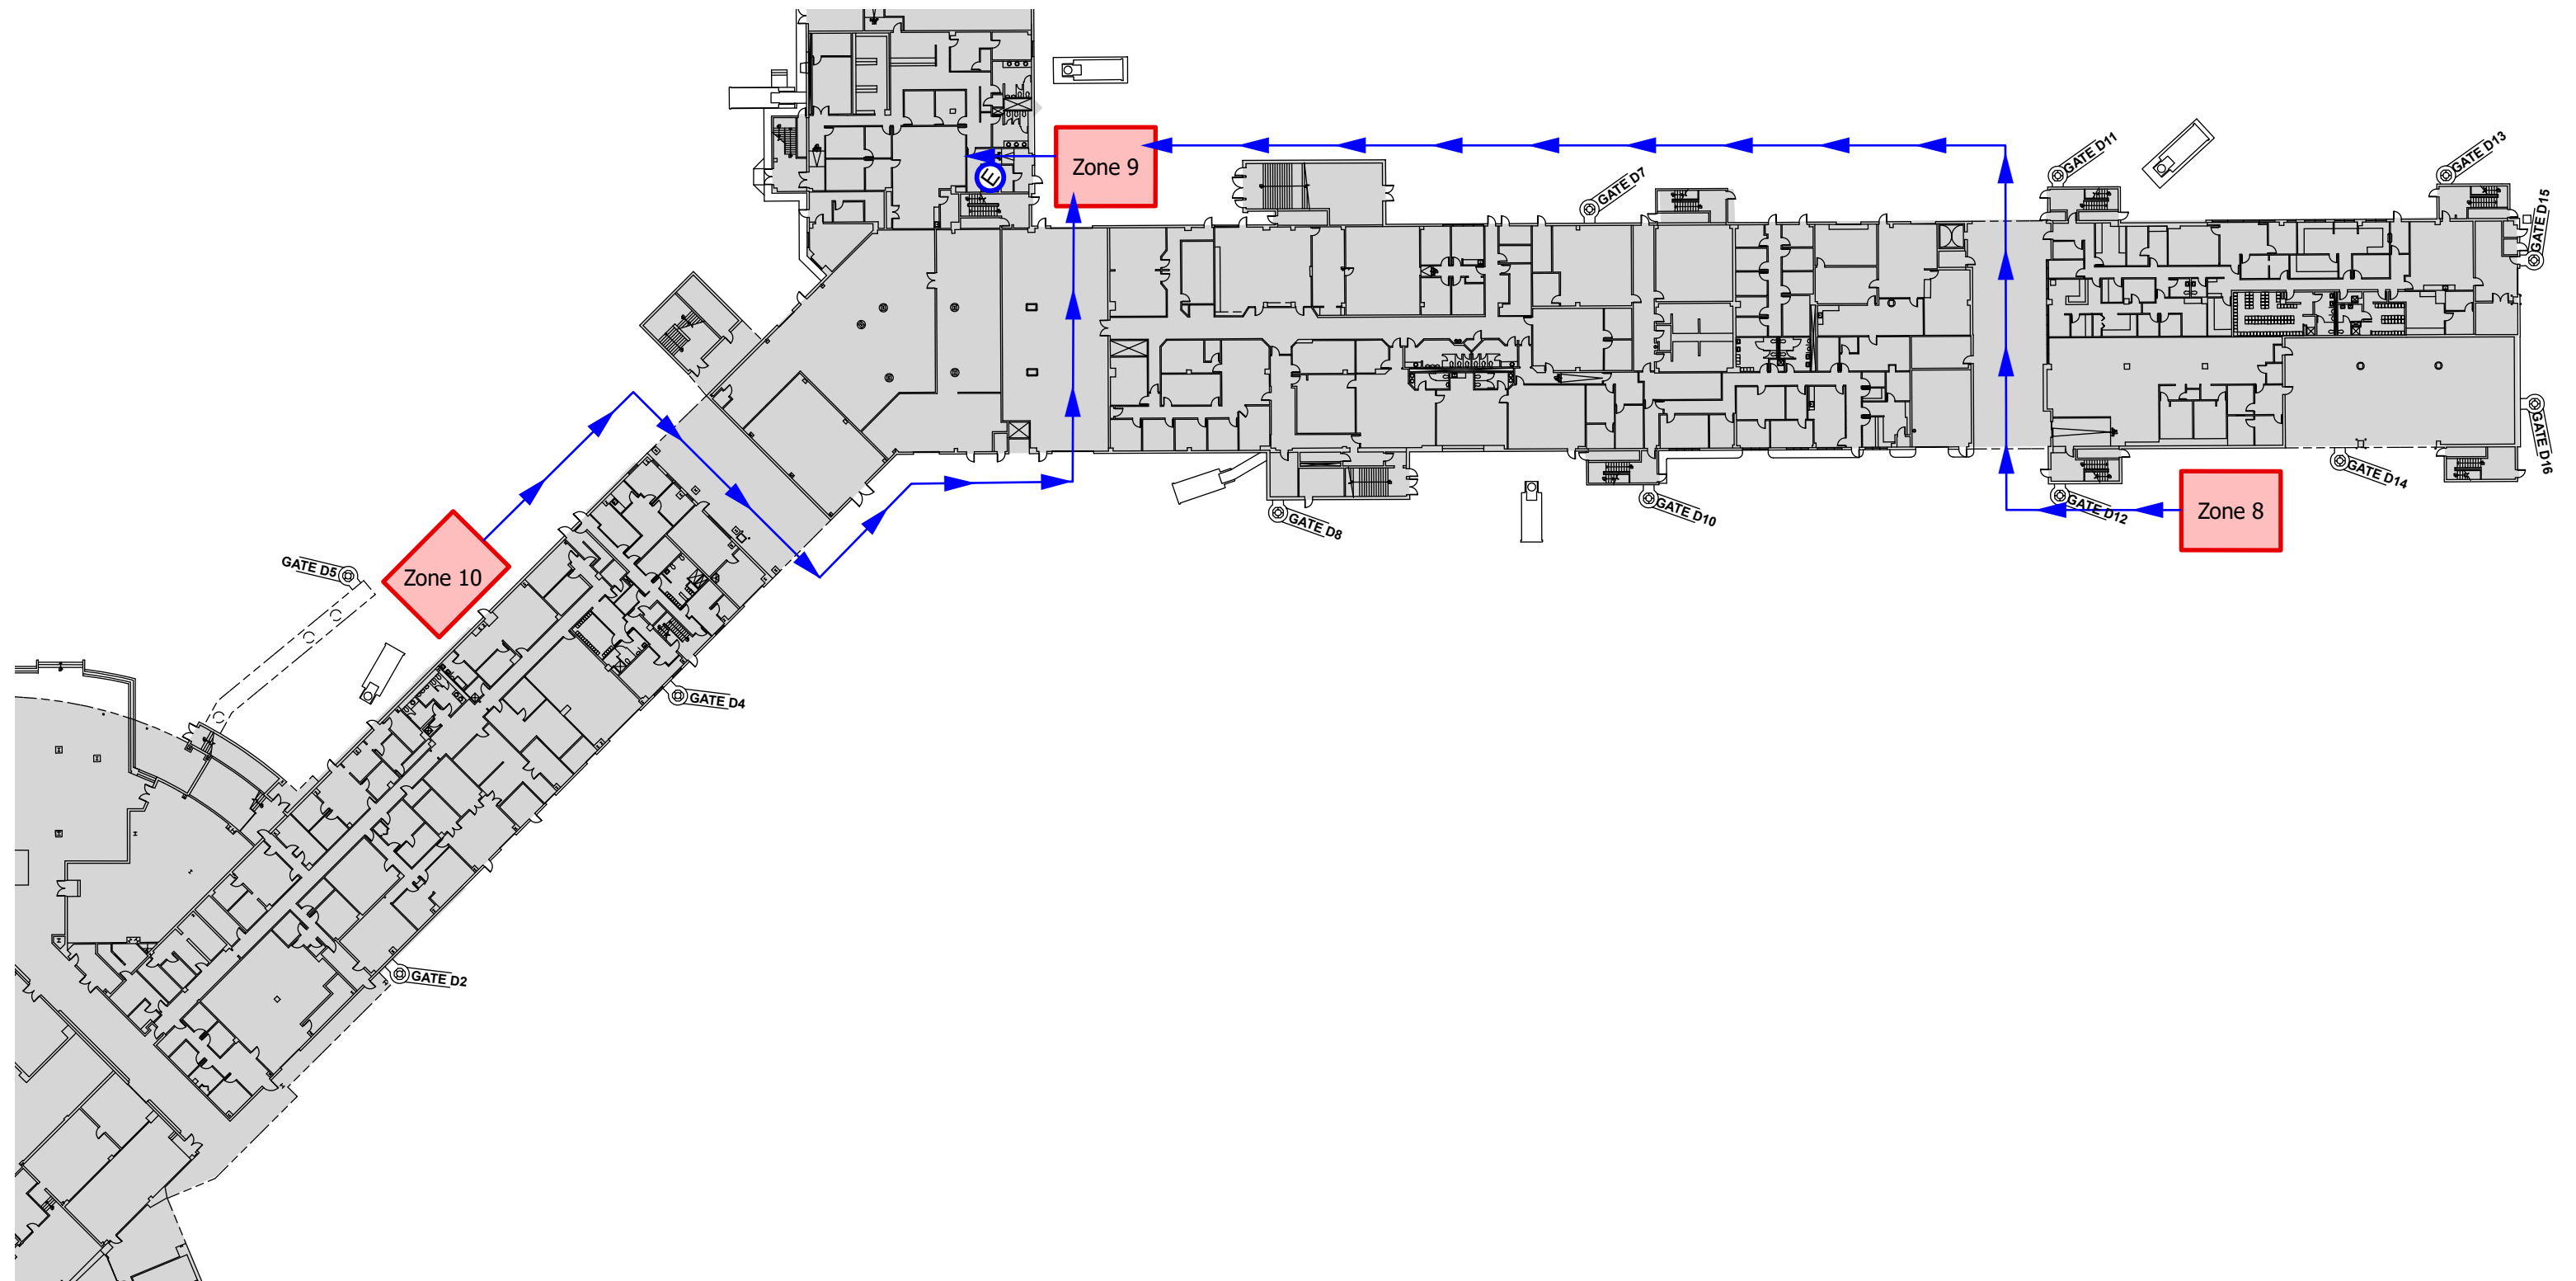 GATE D11
GATE D13
Zone 9
E
GATE D7
GATE D15
GATE D16
GATE D14
Zone 8
GATE D12
GATE D10
GATE D8
GATE D5
Zone 10
GATE D4
GATE D2